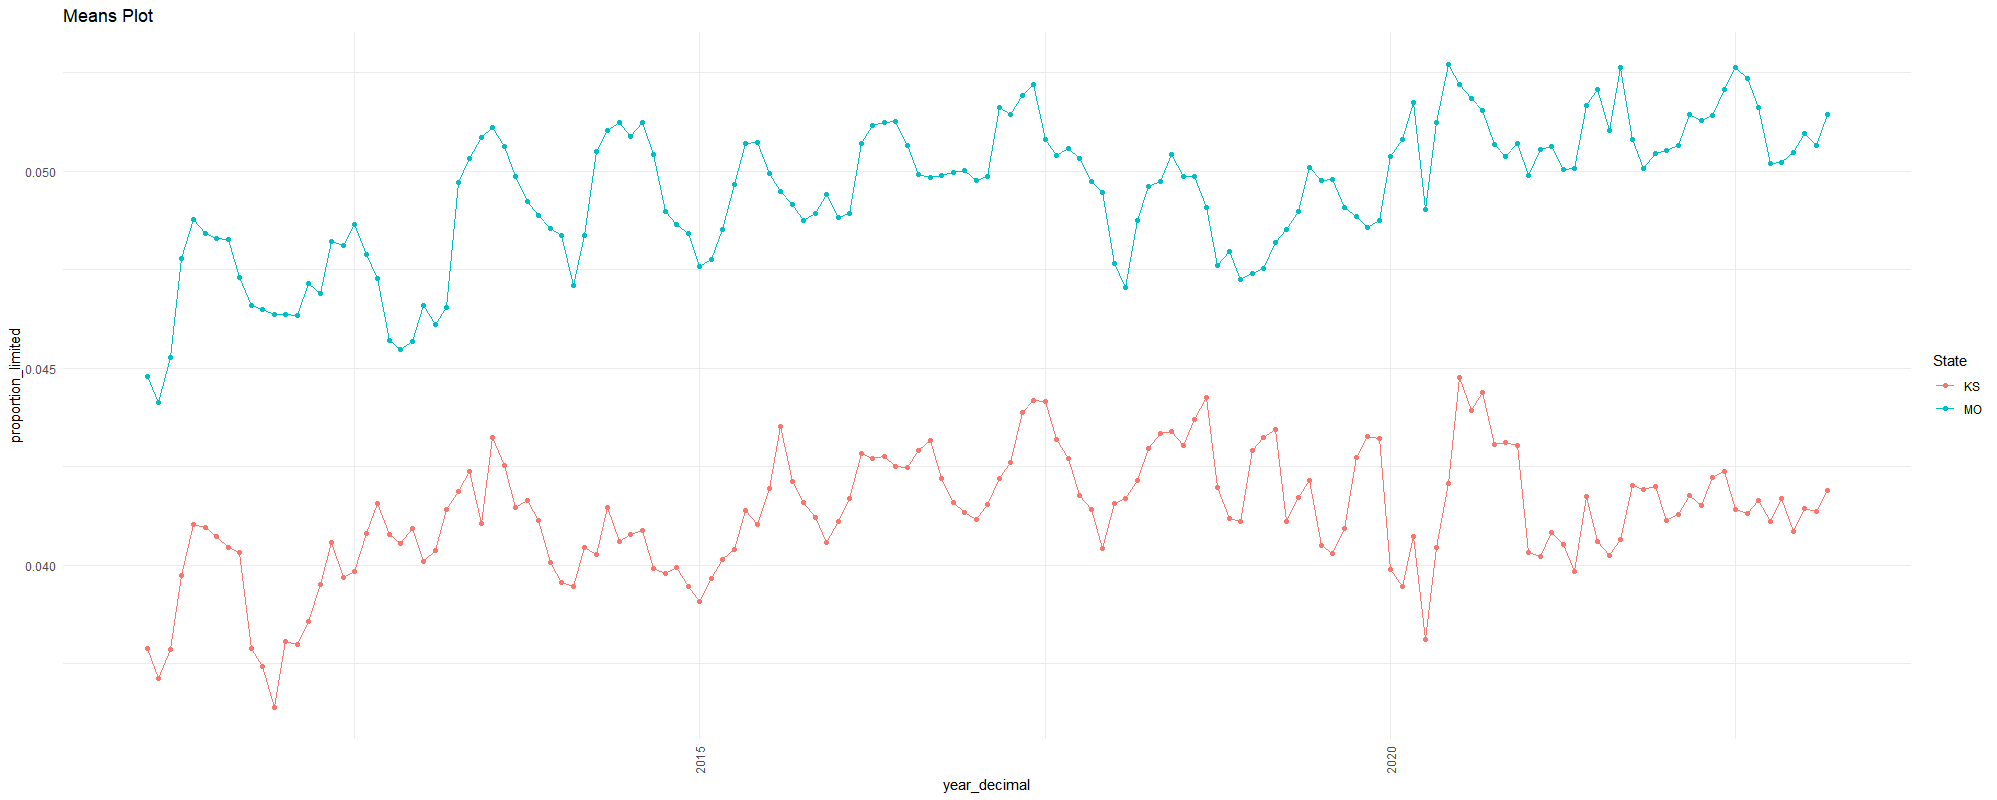 Means Plot
0.050
0.045
0.040
proportion_limited
2015
2020
year_decimal
State
KS
MO